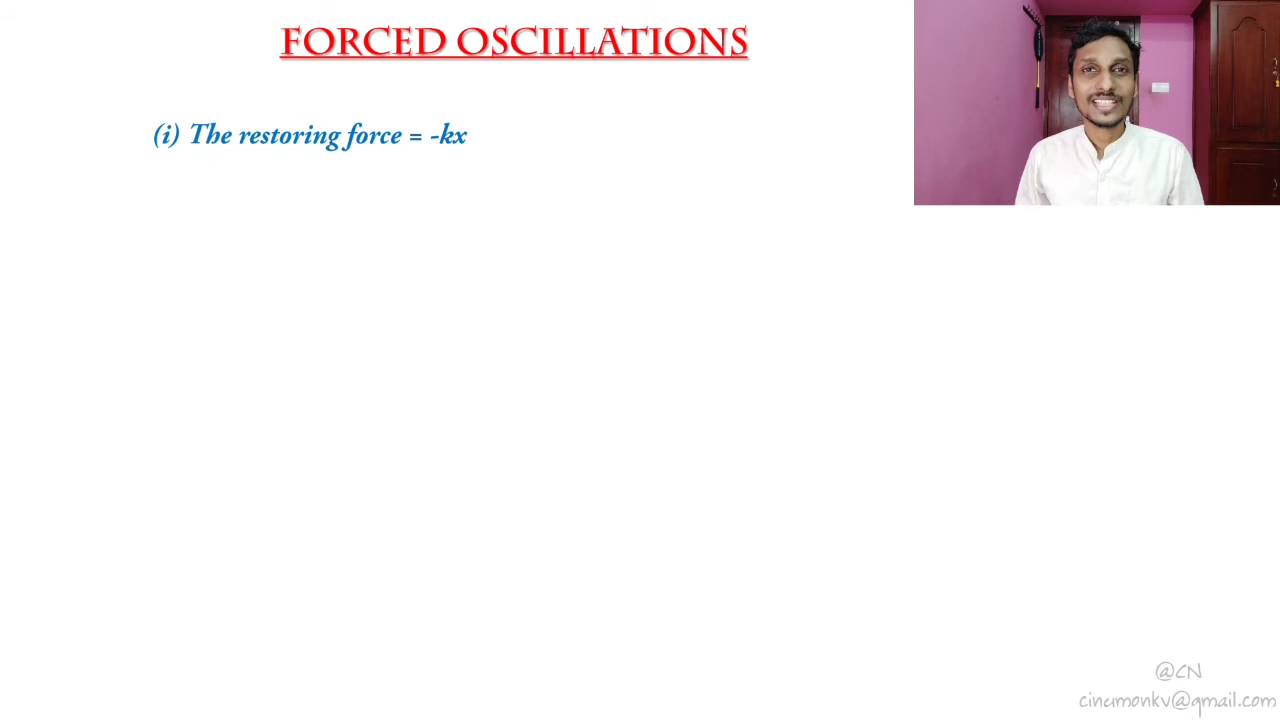 FORCED OSCILLATIONS
(i) The restoring force = -kx
@CN
cinumonkv@gmail.com